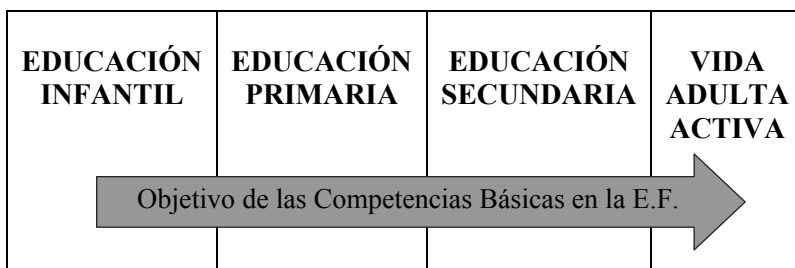 EDUCACIÓN
INFANTIL
EDUCACIÓN
PRIMARIA
EDUCACIÓN
SECUNDARIA
VIDA
ADULTA
ACTIVA
Objetivo de las Competencias Básicas en la E.F.